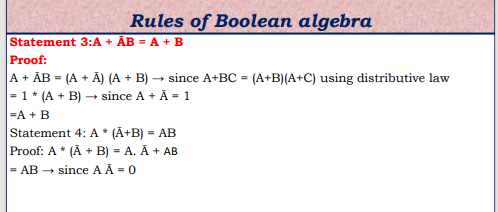 Rules of Boolean algebra
Statement 3:A + ĀB = A + B
Proof:
A + ĀB = (A + Ā) (A + B) → since A+BC = (A+B)(A+C) using distributive law
= 1 * (A + B) → since A + Ā = 1
=A + B
Statement 4: A * (Ā+B) = AB
Proof: A * (Ā + B) = A. Ā + AB
= AB → since A Ā = 0